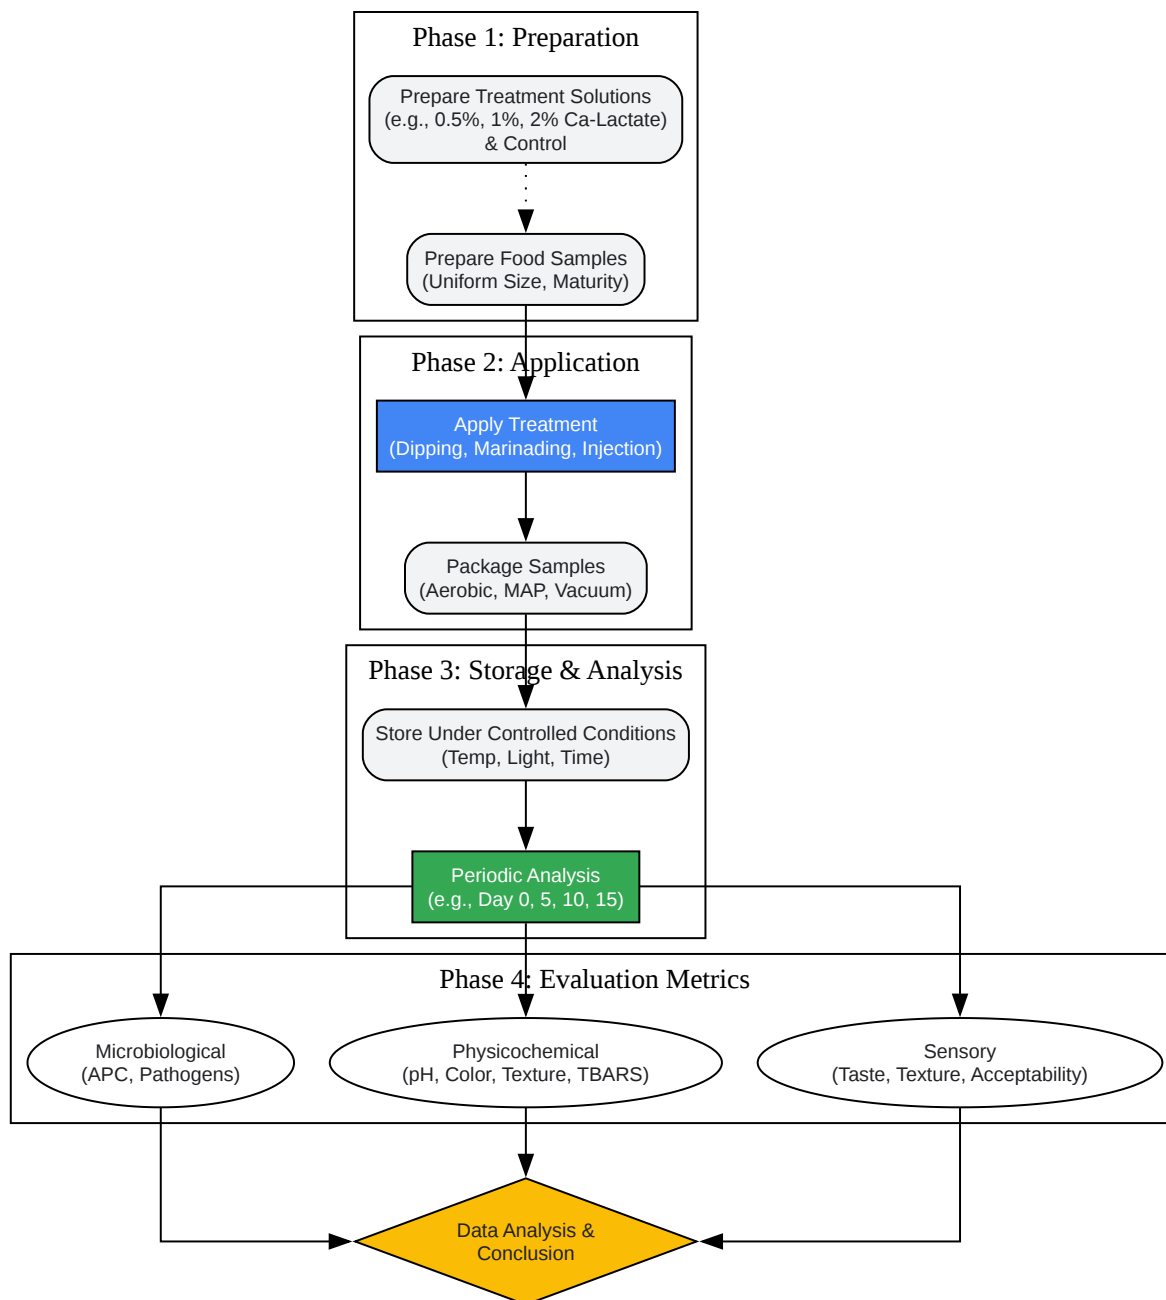 Phase 1: Preparation
Prepare Treatment Solutions
(e.g., 0.5%, 1%, 2% Ca-Lactate)
& Control
Prepare Food Samples
(Uniform Size, Maturity)
Phase 2: Application
Apply Treatment
(Dipping, Marinading, Injection)
Package Samples
(Aerobic, MAP, Vacuum)
Phase 3: Storage & Analysis
Store Under Controlled Conditions
(Temp, Light, Time)
Periodic Analysis
(e.g., Day 0, 5, 10, 15)
Phase 4: Evaluation Metrics
Microbiological
(APC, Pathogens)
Physicochemical
(pH, Color, Texture, TBARS)
Sensory
(Taste, Texture, Acceptability)
Data Analysis &
Conclusion